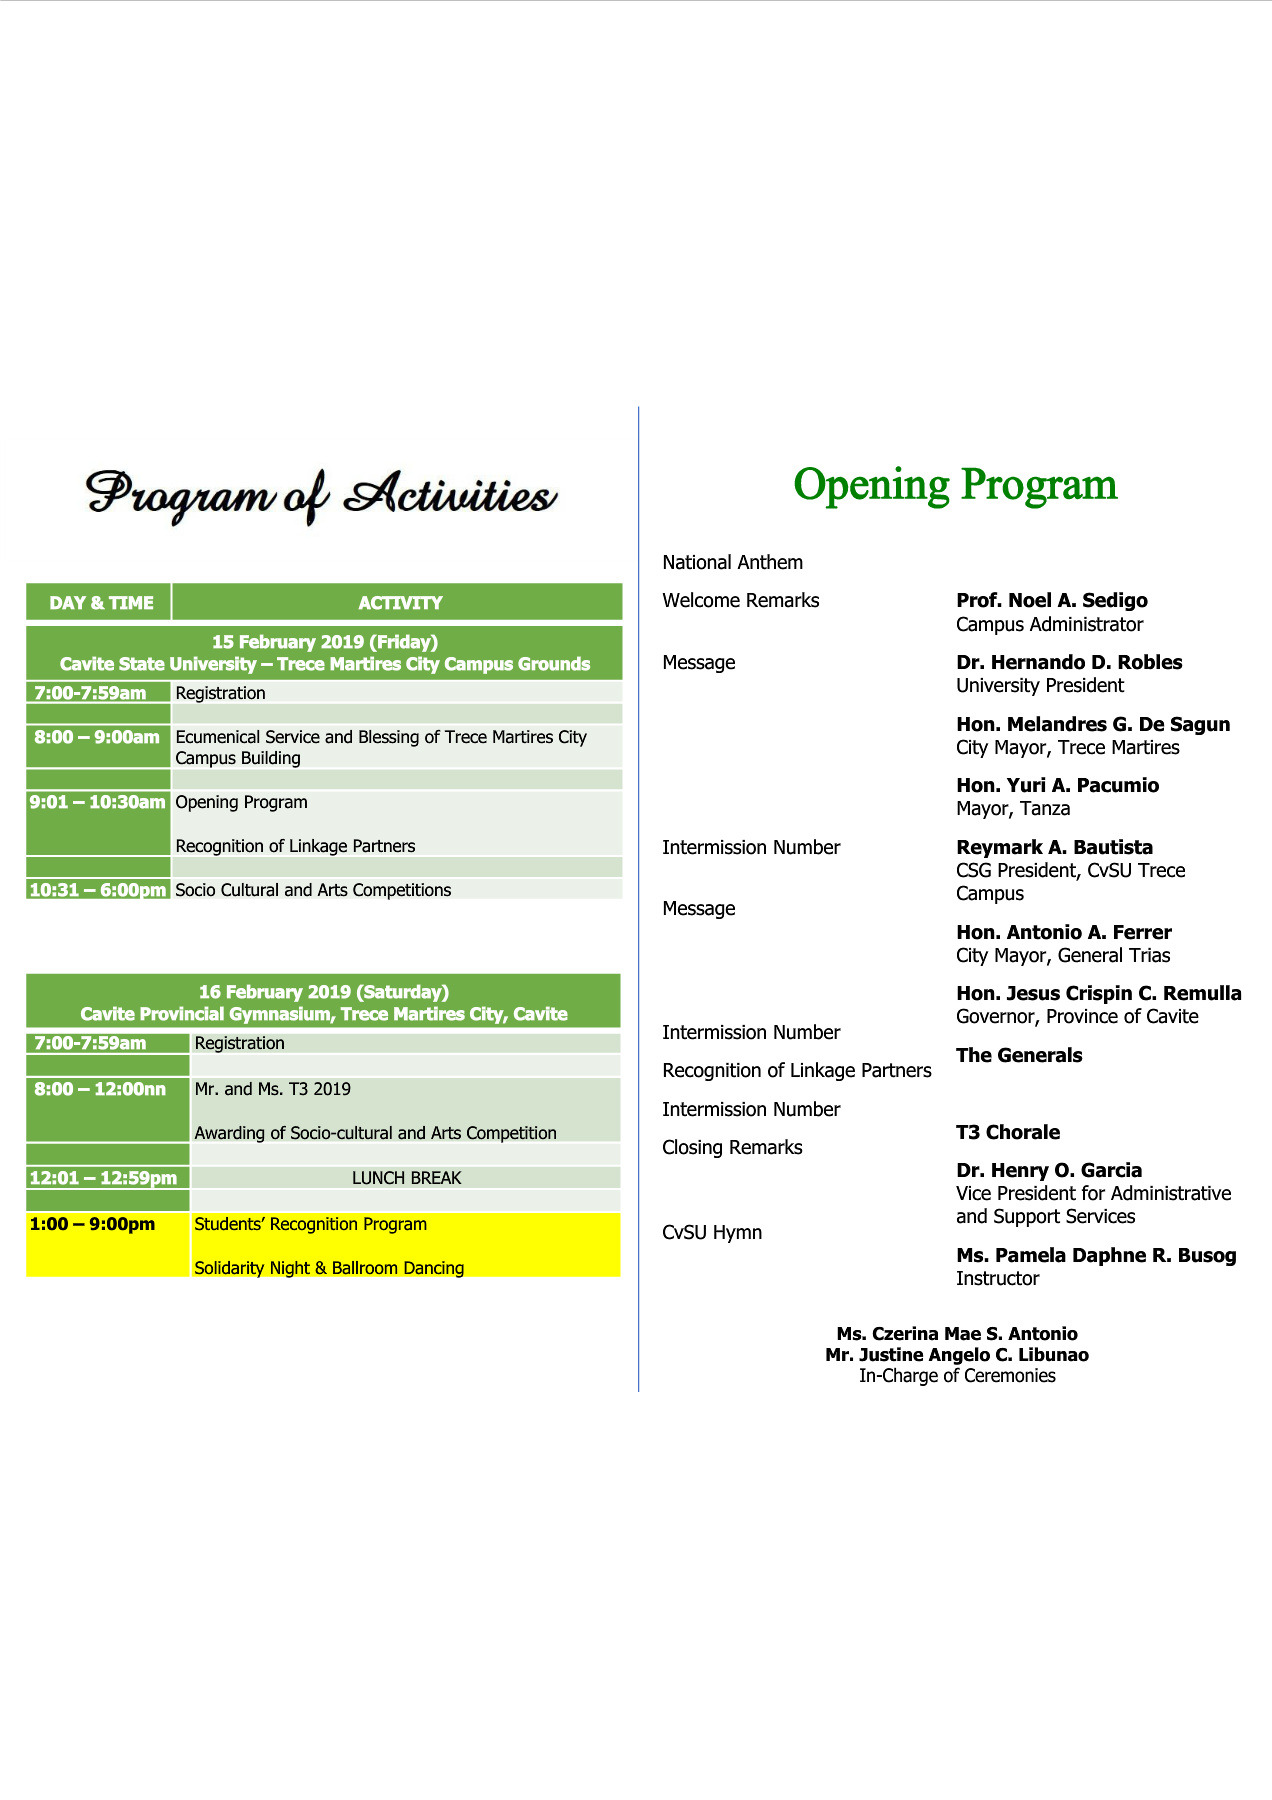 Program of Activities
DAY & TIME ACTIVITY
15 February 2019 (Friday)
Cavite State University – Trece Martires City Campus Grounds
7:00-7:59am Registration
8:00 – 9:00am Ecumenical Service and Blessing of Trece Martires City
Campus Building
9:01 – 10:30am Opening Program
Recognition of Linkage Partners
10:31 – 6:00pm Socio Cultural and Arts Competitions
16 February 2019 (Saturday)
Cavite Provincial Gymnasium, Trece Martires City, Cavite
7:00-7:59am Registration
8:00 – 12:00nn Mr. and Ms. T3 2019
Awarding of Socio-cultural and Arts Competition
12:01 – 12:59pm LUNCH BREAK
1:00 – 9:00pm Students’ Recognition Program
Solidarity Night & Ballroom Dancing
Opening Program
National Anthem
Welcome Remarks Prof. Noel A. Sedigo
Campus Administrator
Message Dr. Hernando D. Robles
University President
Hon. Melandres G. De Sagun
City Mayor, Trece Martires
Hon. Yuri A. Pacumio
Mayor, Tanza
Intermission Number Reymark A. Bautista
CSG President, CvSU Trece
Campus
Message
Hon. Antonio A. Ferrer
City Mayor, General Trias
Hon. Jesus Crispin C. Remulla
Governor, Province of Cavite
Intermission Number
The Generals
Recognition of Linkage Partners
Intermission Number
T3 Chorale
Closing Remarks
Dr. Henry O. Garcia
Vice President for Administrative
and Support Services
CvSU Hymn
Ms. Pamela Daphne R. Busog
Instructor
Ms. Czerina Mae S. Antonio
Mr. Justine Angelo C. Libunao
In-Charge of Ceremonies